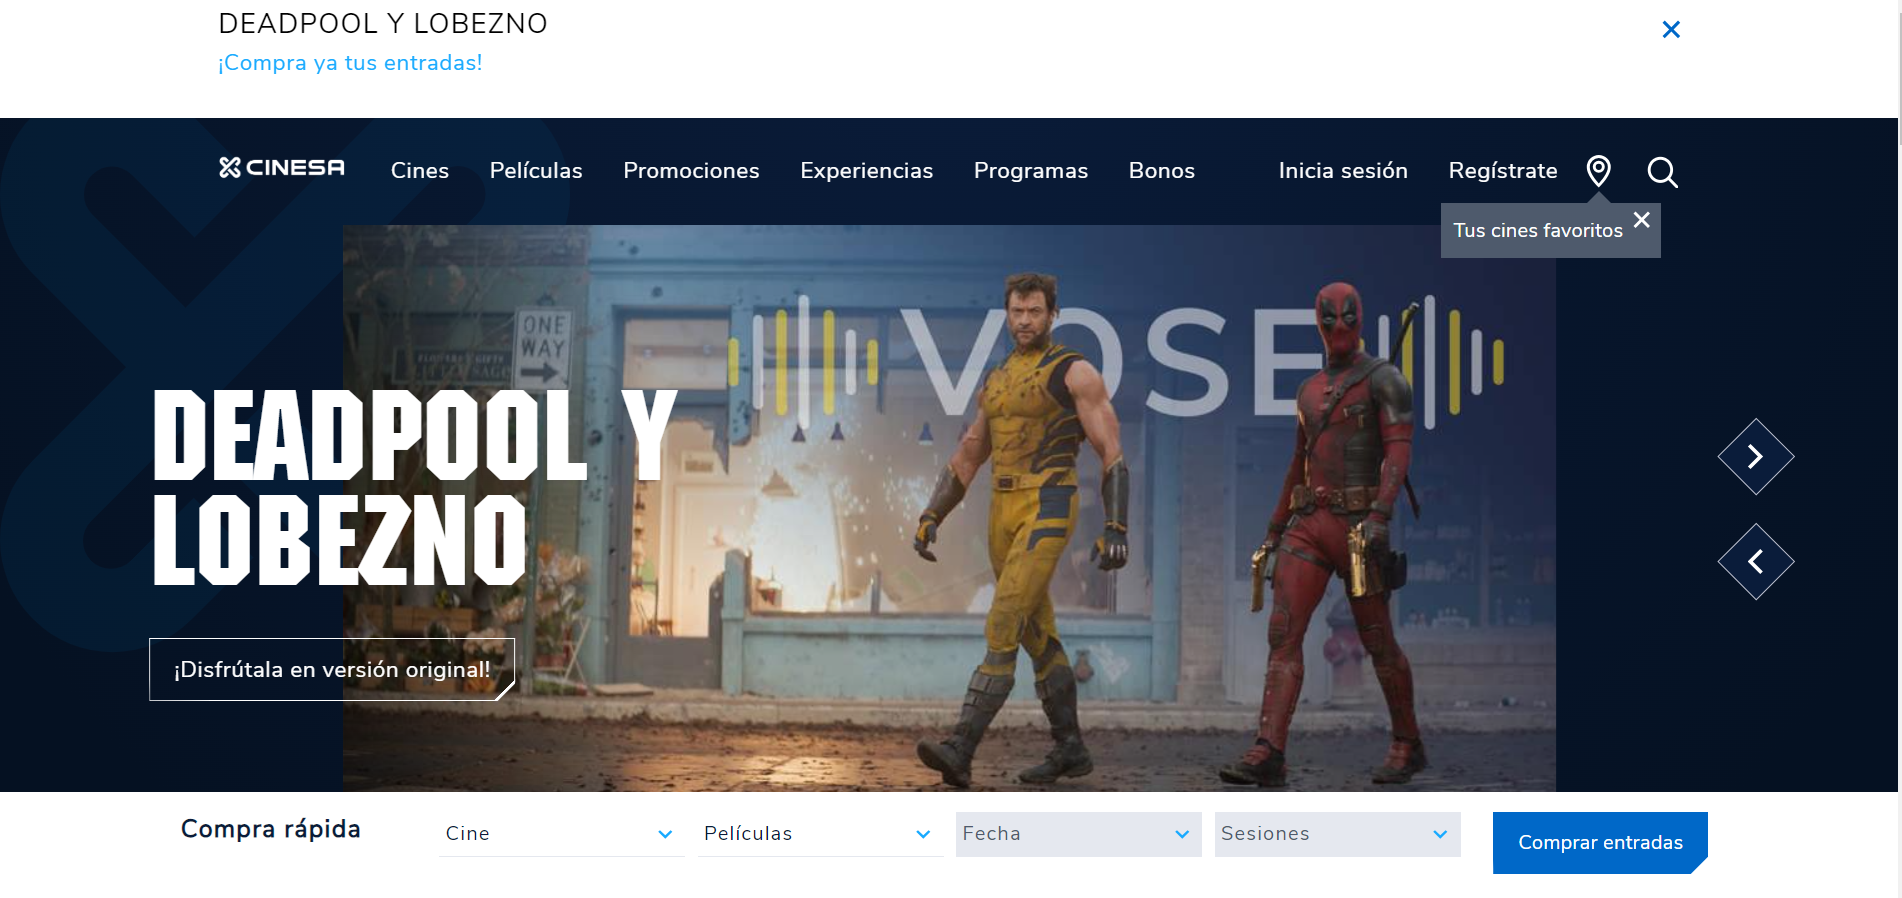 DEADPOOL Y LOBEZNO
¡Compra ya tus entradas!
CINESA
Cines
Películas
Promociones
Experiencias
Programas
Bonos
Inicia sesión
Regístrate
Tus cines favoritos
ONE
WAY
VOSE
DEADPOOL Y
LOBEZNO
¡Disfrútala en versión original!
Compra rápida
Cine
Películas
Fecha
Sesiones
Comprar entradas